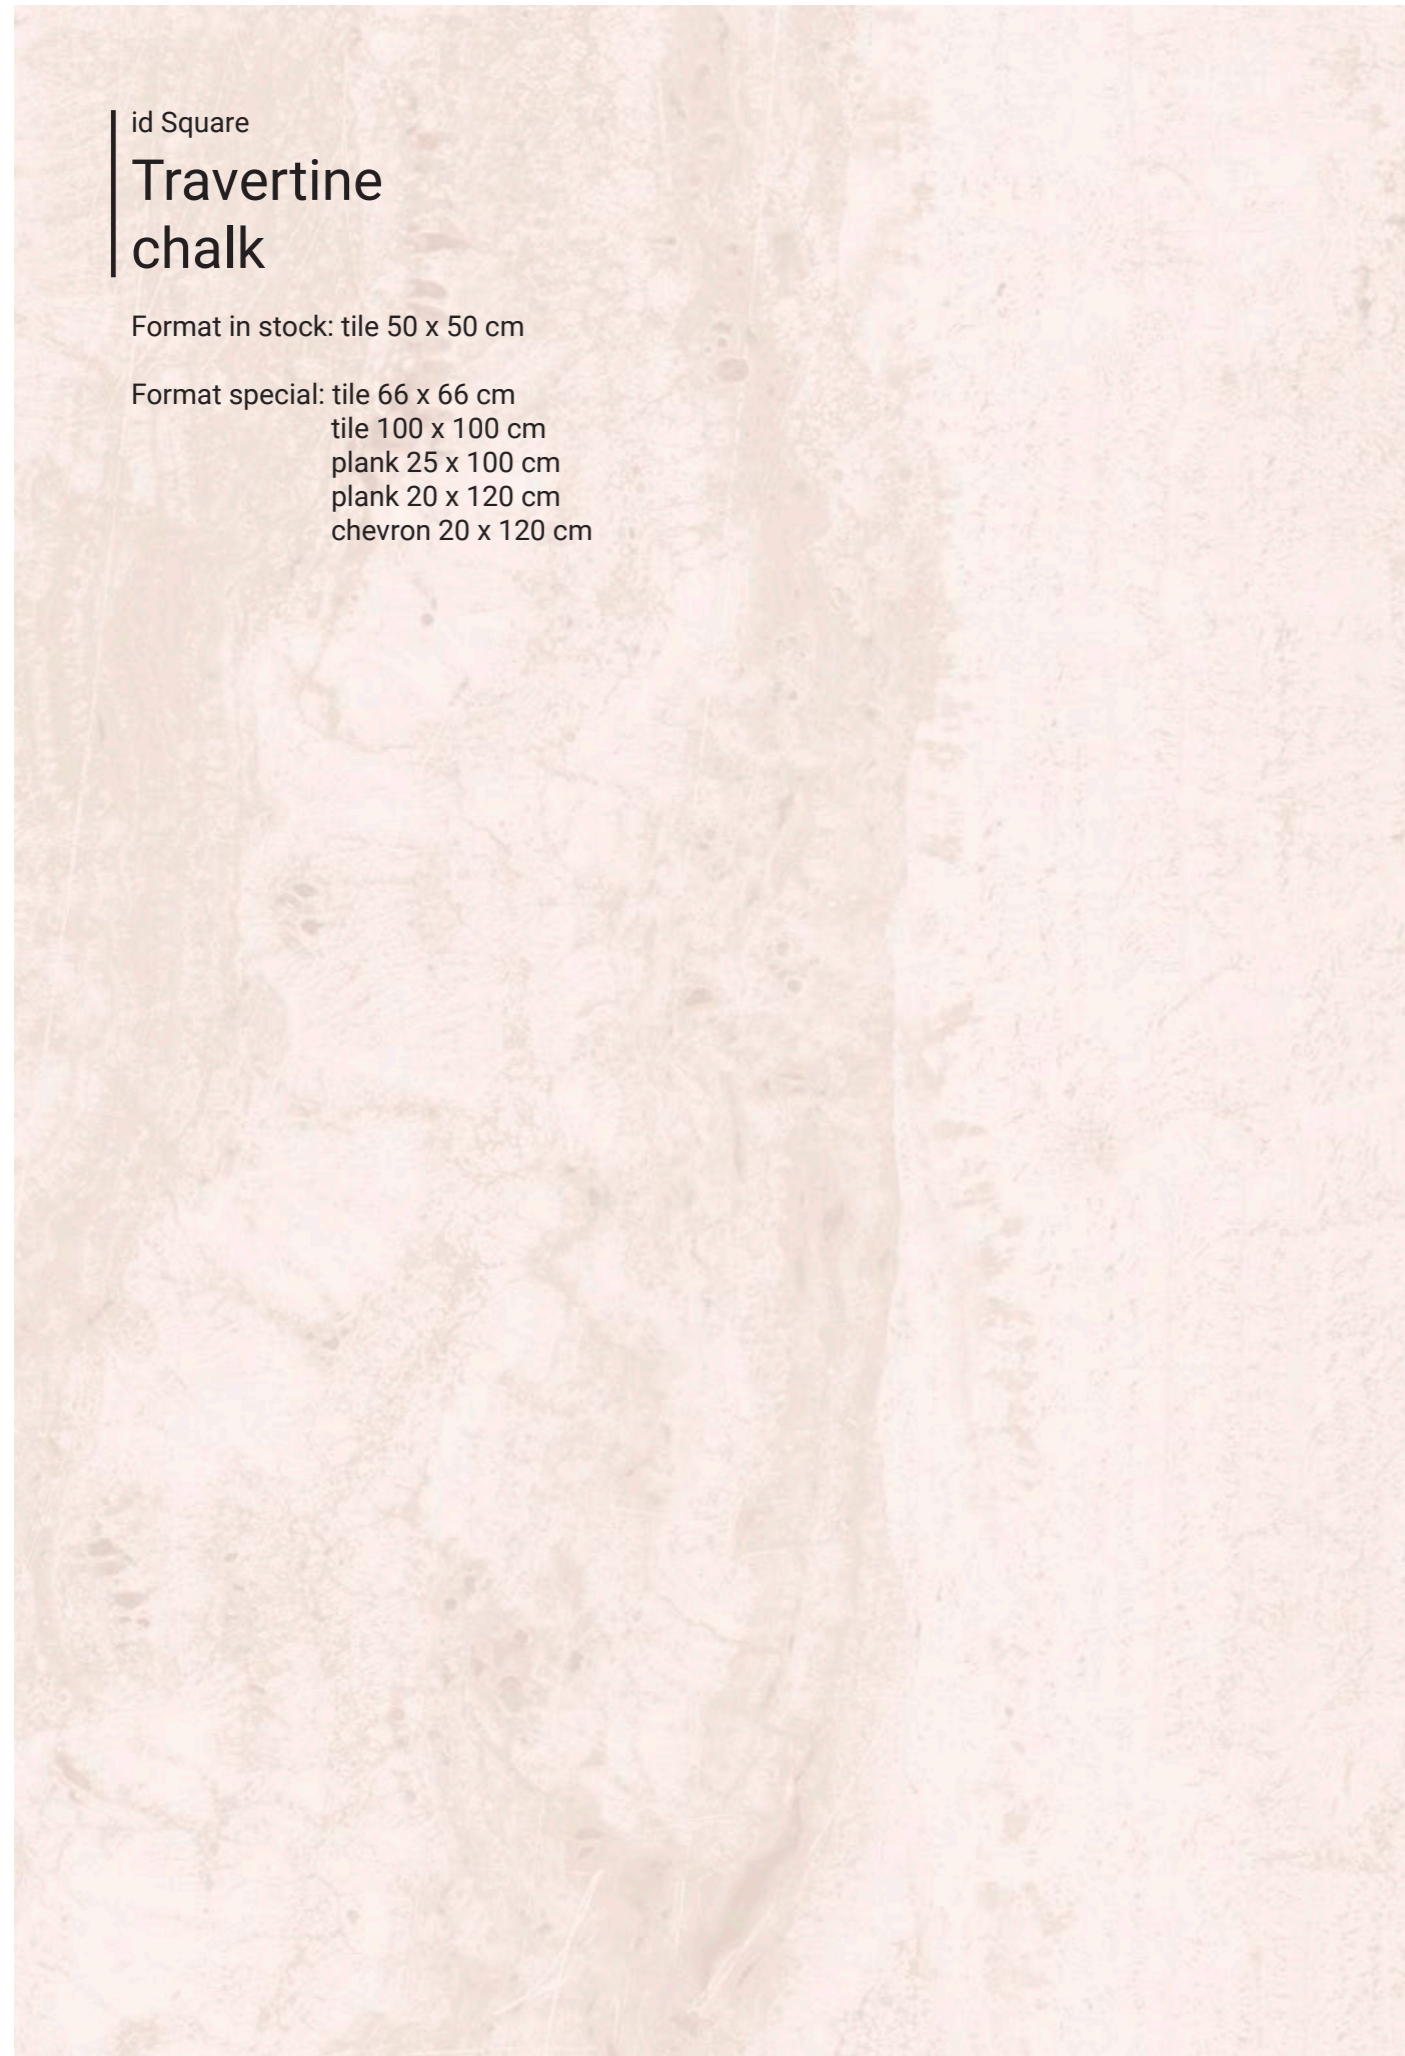 id Square
Travertine
chalk
Format in stock: tile 50 x 50 cm
Format special: tile 66 x 66 cm
tile 100 x 100 cm
plank 25 x 100 cm
plank 20 x 120 cm
chevron 20 x 120 cm